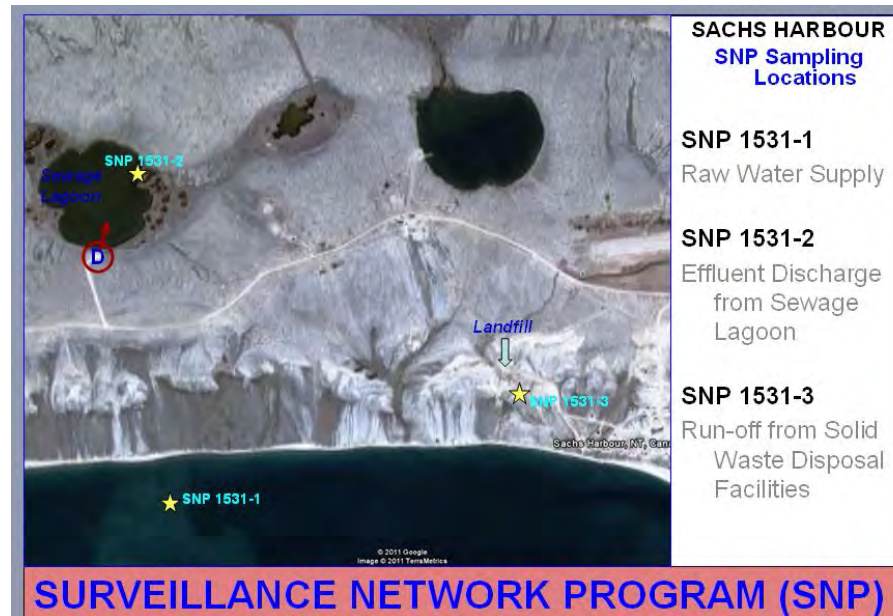 SACHS HARBOUR
SNP Sampling
Locations
SNP 1531-1
Raw Water Supply
SNP 1531-2
Effluent Discharge
from Sewage
Lagoon
SNP 1531-3
Run-off from Solid
Waste Disposal
Facilities
SNP 1531-2
Sewage
Lagoon
D
Landfill
SNP 1531-3
Sachs Harbour, NT, Cana
SNP 1531-1
© 2011 Google
Image © 2011 TerraMetrics
SURVEILLANCE NETWORK PROGRAM (SNP)